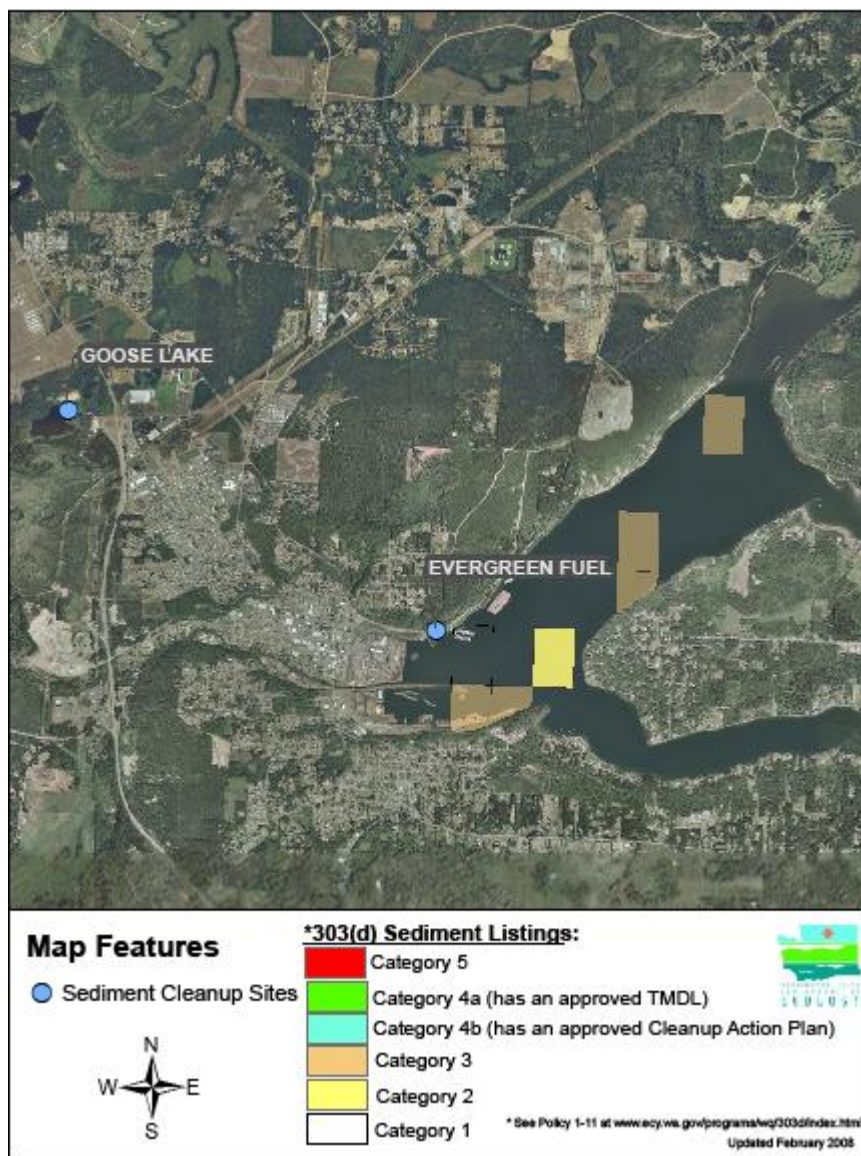 GOOSE LAKE
EVERGREEN FUEL
Map Features
Sediment Cleanup Sites
N
W E
S
*303(d) Sediment Listings:
Category 5
Category 4a (has an approved TMDL)
Category 4b (has an approved Cleanup Action Plan)
Category 3
Category 2
Category 1
ECOLOGY
* See Policy 1-11 at www.ecy.wa.gov/programs/wq/303d/index.html
Updated February 2008